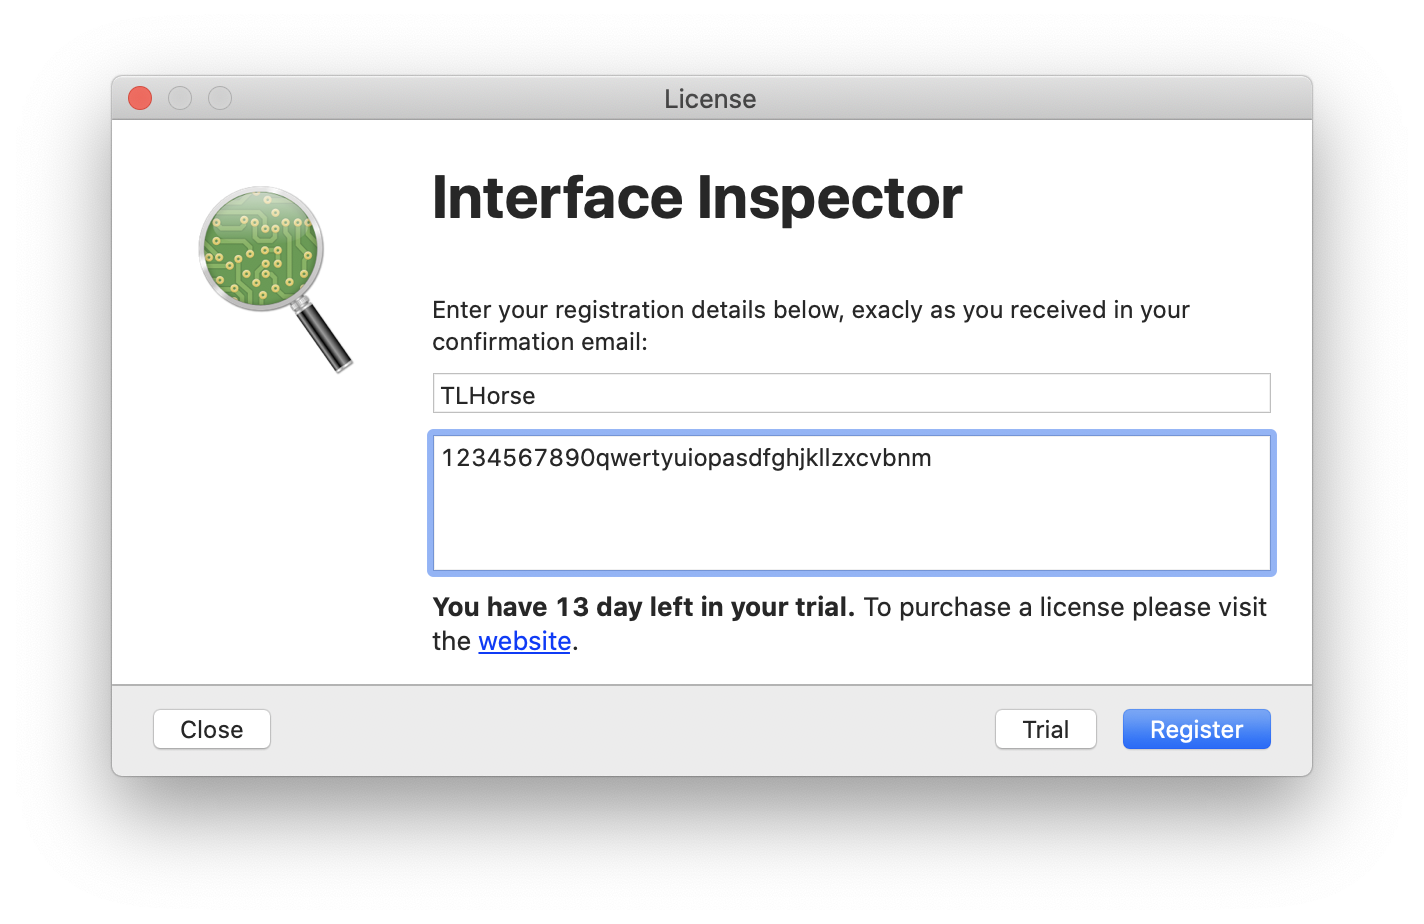 License
Interface Inspector
Enter your registration details below, exacly as you received in your
confirmation email:
TLHorse
1234567890qwertyuiopasdfghjkllzxcvbnm
You have 13 day left in your trial. To purchase a license please visit
the website.
Close
Trial
Register